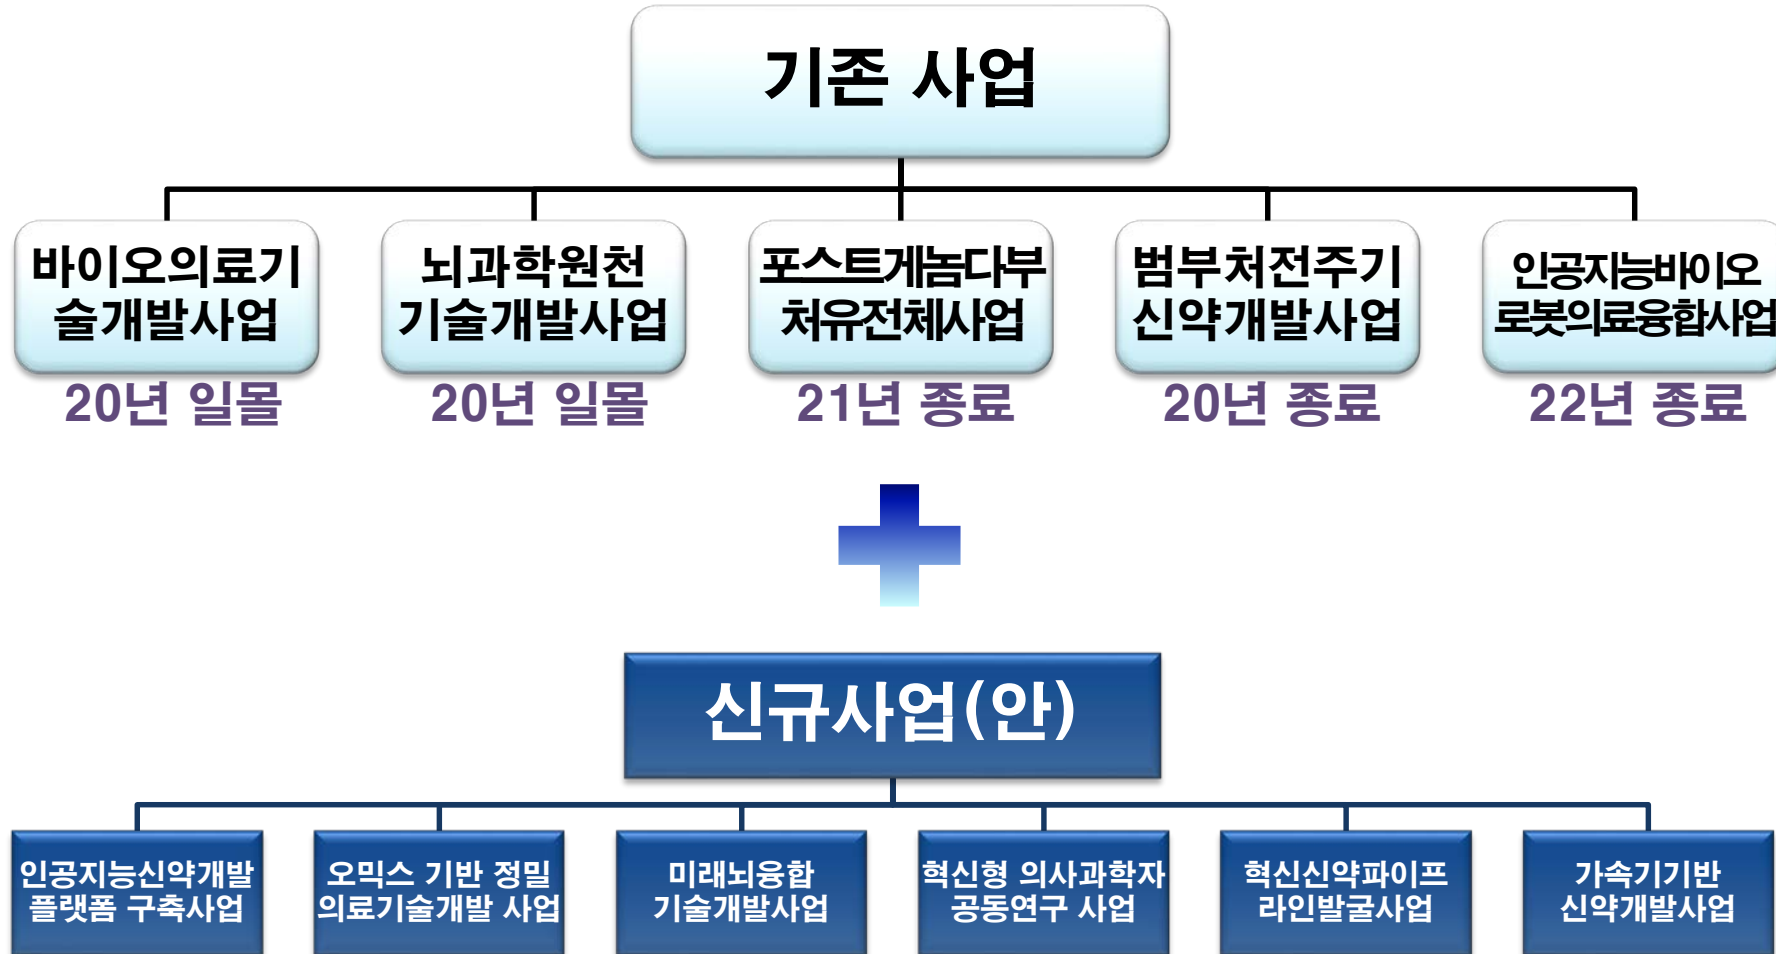 기존 사업
바이오의료기
술개발사업
뇌과학원천
기술개발사업
포스트게놈다부
처유전체사업
범부처전주기
신약개발사업
인공지능바이오
로봇의료융합사업
20년 일몰
20년 일몰
21년 종료
20년 종료
22년 종료
신규사업(안)
인공지능신약개발
플랫폼 구축사업
오믹스 기반 정밀
의료기술개발 사업
미래뇌융합
기술개발사업
혁신형 의사과학자
공동연구 사업
혁신신약파이프
라인발굴사업
가속기기반
신약개발사업